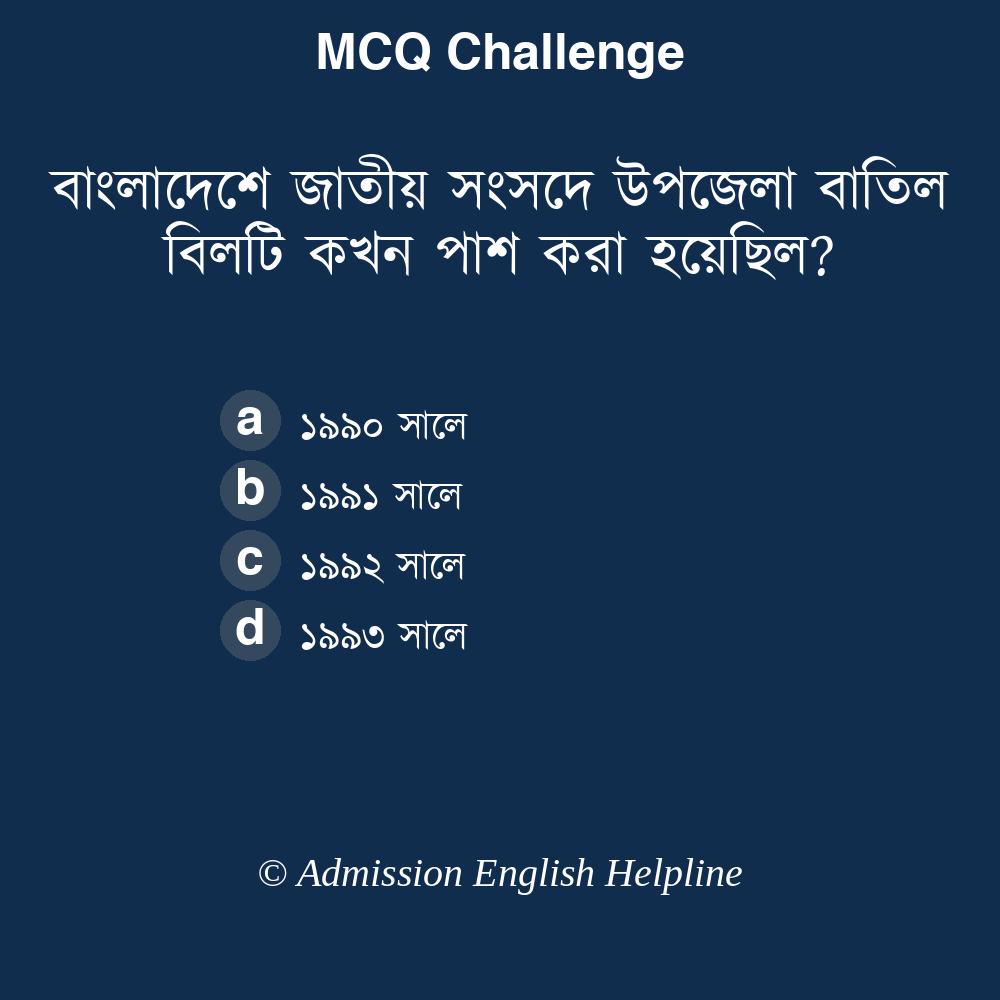 MCQ Challenge
বাংলাদেশে জাতীয় সংসদে উপজেলা বাতিল
বিলটি কখন পাশ করা হয়েছিল?
a ১৯৯০ সালে
b ১৯৯১ সালে
c ১৯৯২ সালে
d ১৯৯৩ সালে
© Admission English Helpline